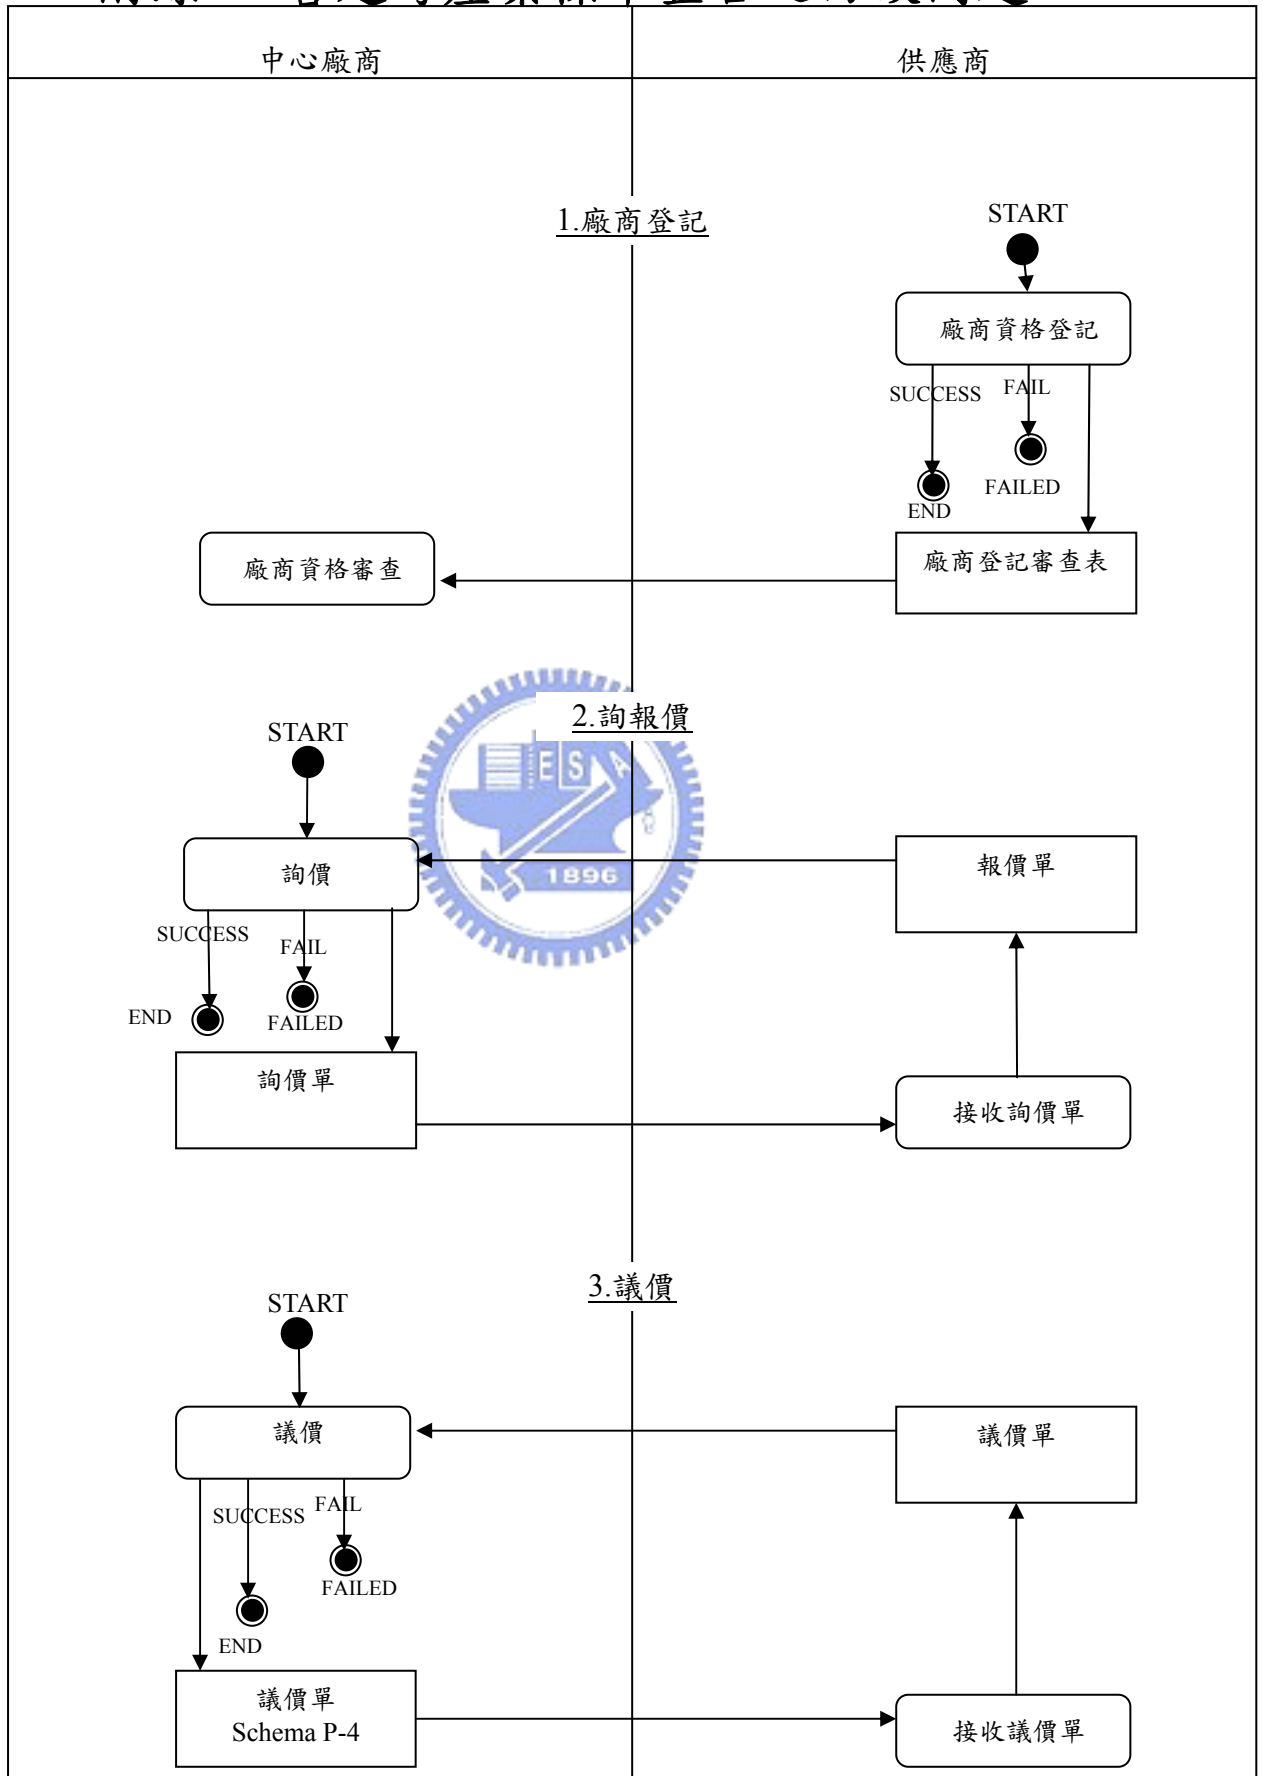 中心廠商
供應商
1.廠商登記
START
廠商資格登記
SUCCESS
FAIL
FAILED
END
廠商登記審查表
廠商資格審查
2.詢報價
START
ESA
1896
詢價
報價單
SUCCESS
FAIL
END
FAILED
詢價單
接收詢價單
3.議價
START
議價
議價單
SUCCESS
FAIL
FAILED
END
議價單
Schema P-4
接收議價單